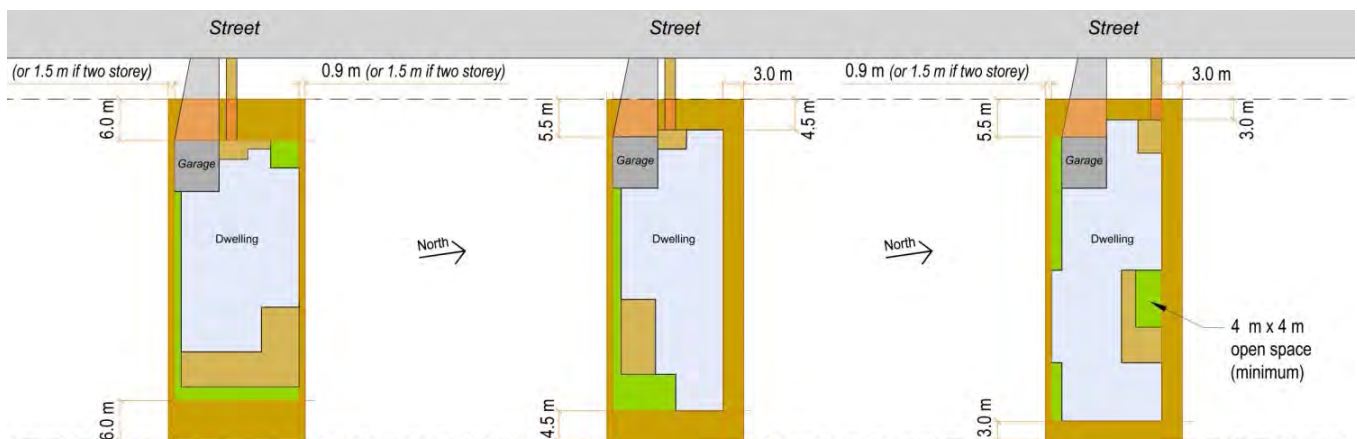 Street
Street
Street
(or 1.5 m if two storey)
0.9 m (or 1.5 m if two storey)
3.0 m
0.9 m (or 1.5 m if two storey)
3.0 m
6.0 m
5.5 m
4.5 m
5.5 m
3.0 m
Garage
Garage
Garage
Dwelling
North
Dwelling
North
Dwelling
4 m x 4 m
open space
(minimum)
6.0 m
4.5 m
3.0 m